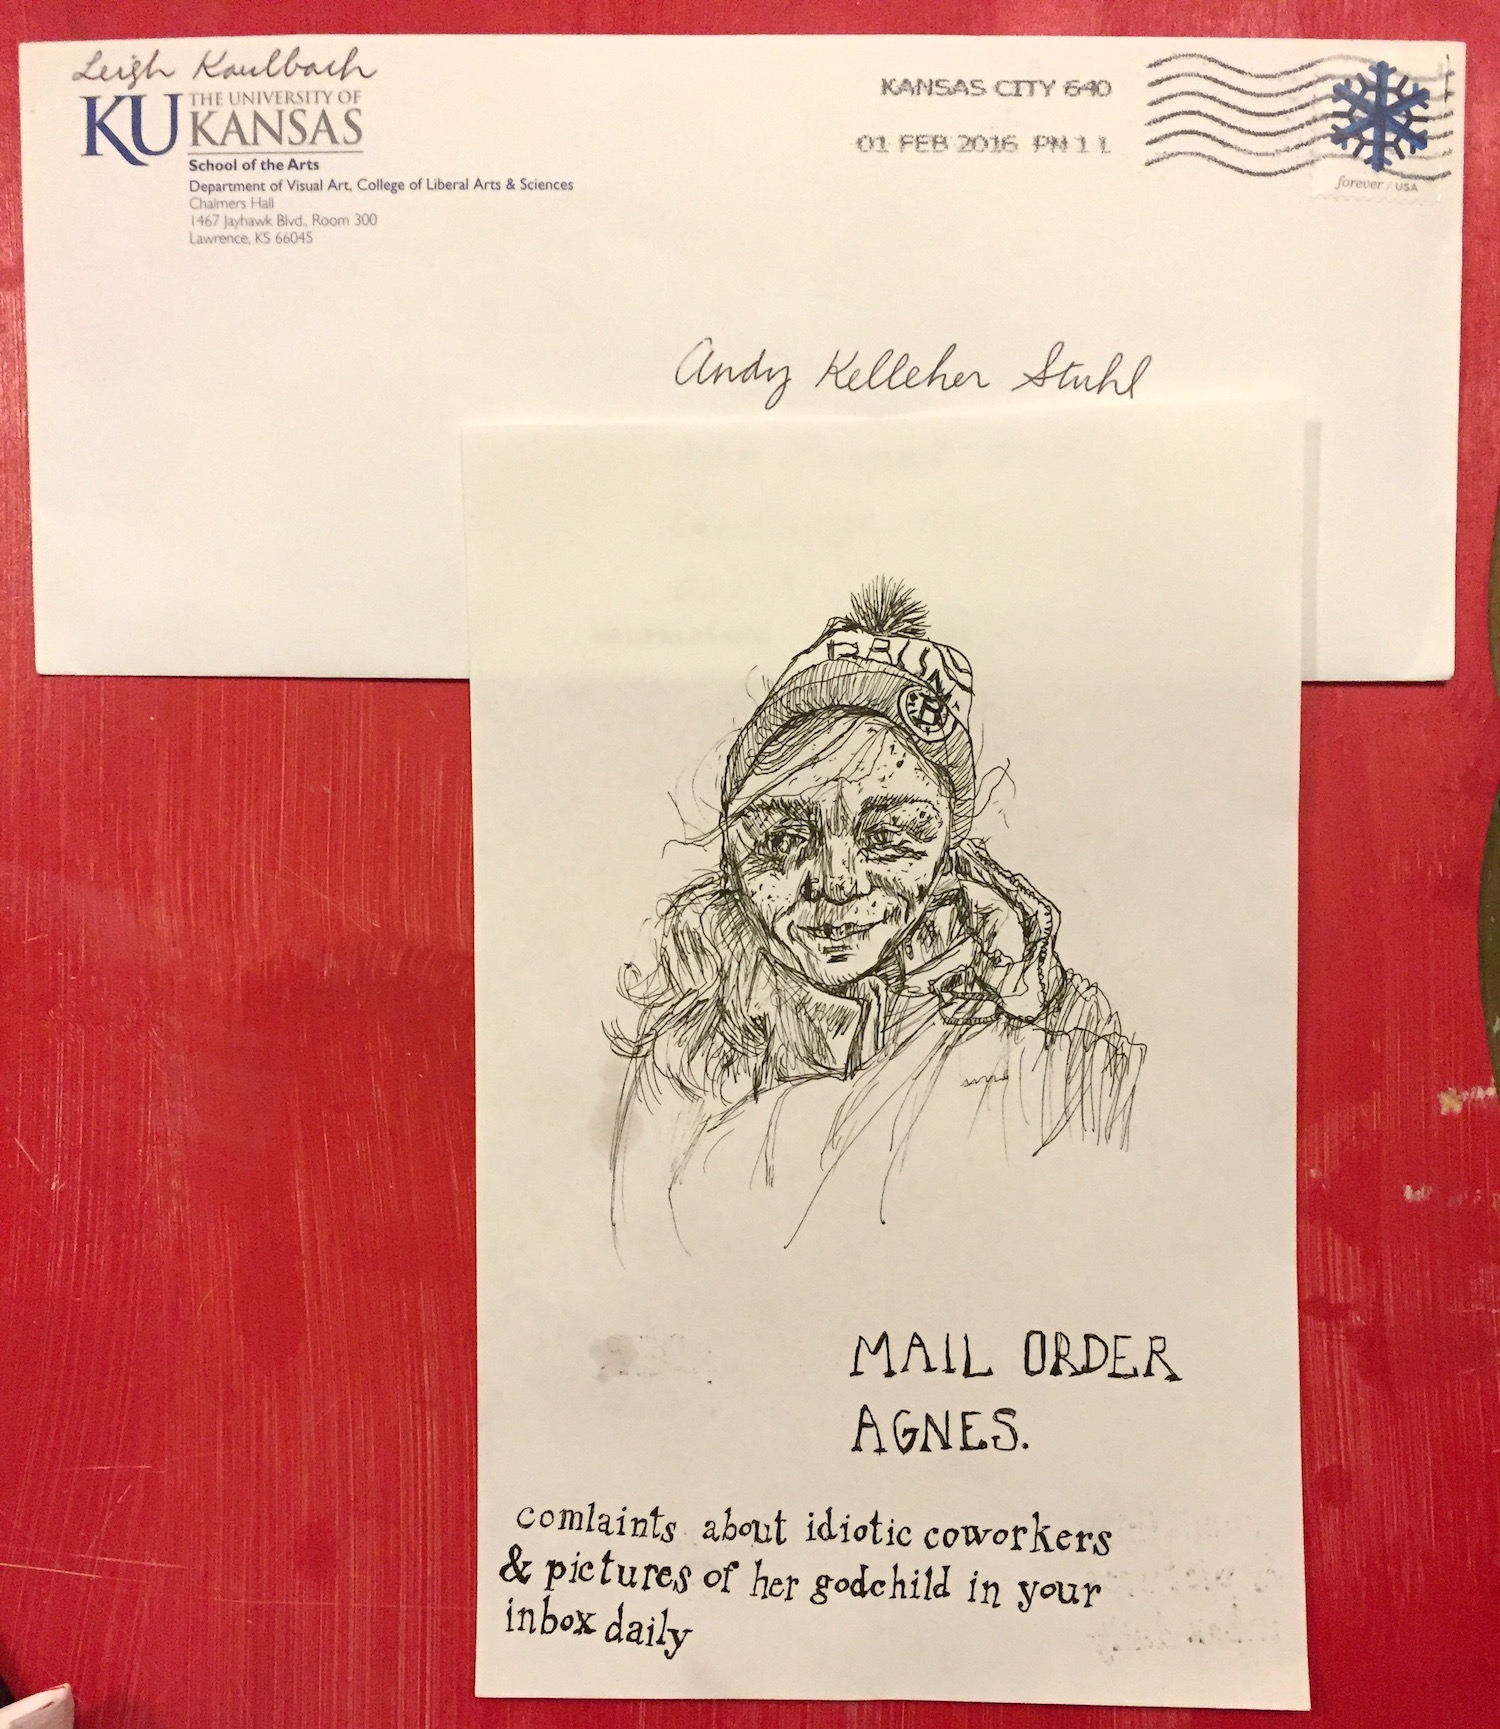 Leigh Kaulbach
KU THE UNIVERSITY OF
KANSAS
School of the Arts
Department of Visual Art, College of Liberal Arts & Sciences
Chalmers Hall
1467 Jayhawk Blvd., Room 300
Lawrence, KS 66045
KANSAS CITY 640
01 FEB 2016 PM 1 L
forever / USA
Andy Kelleher Stuhl
B
MAIL ORDER
AGNES.
comlaints about idiotic coworkers
& pictures of her godchild in your
inbox daily